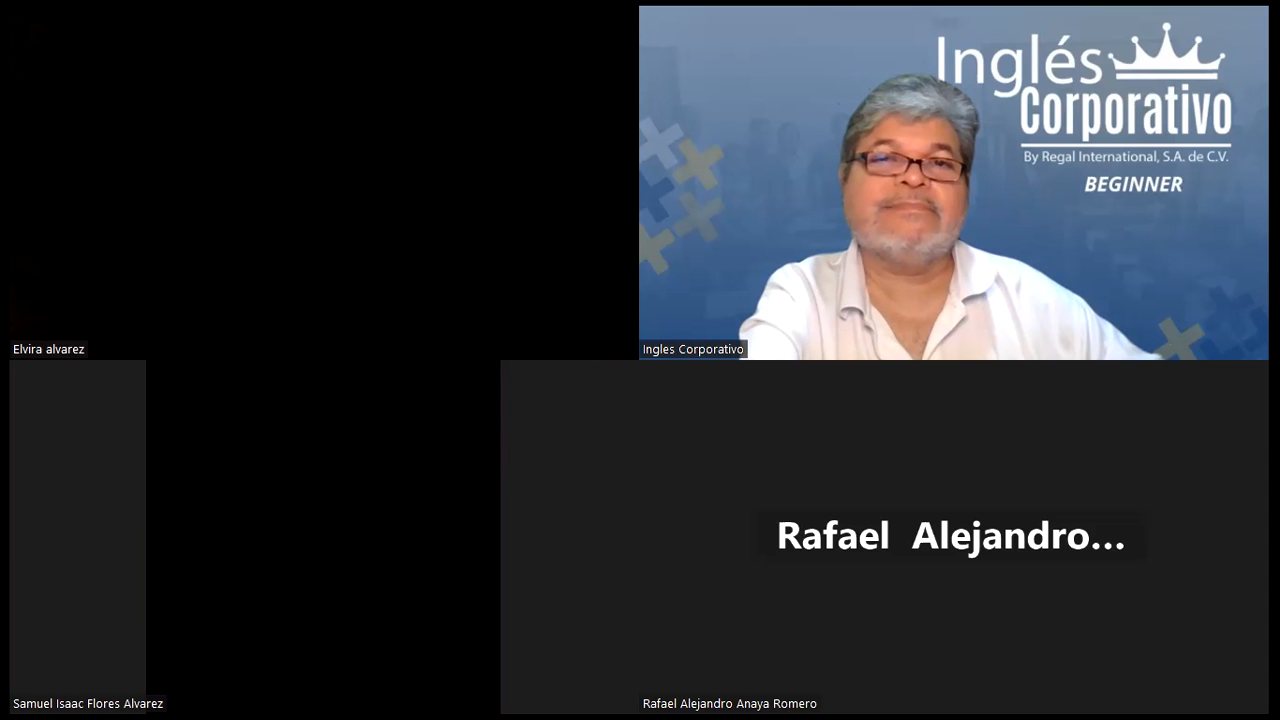 Inglés
Corporativo
By Regal International, S.A. de C.V.
BEGINNER
Elvira alvarez
Ingles Corporativo
Rafael Alejandro...
Samuel Isaac Flores Alvarez
Rafael Alejandro Anaya Romero